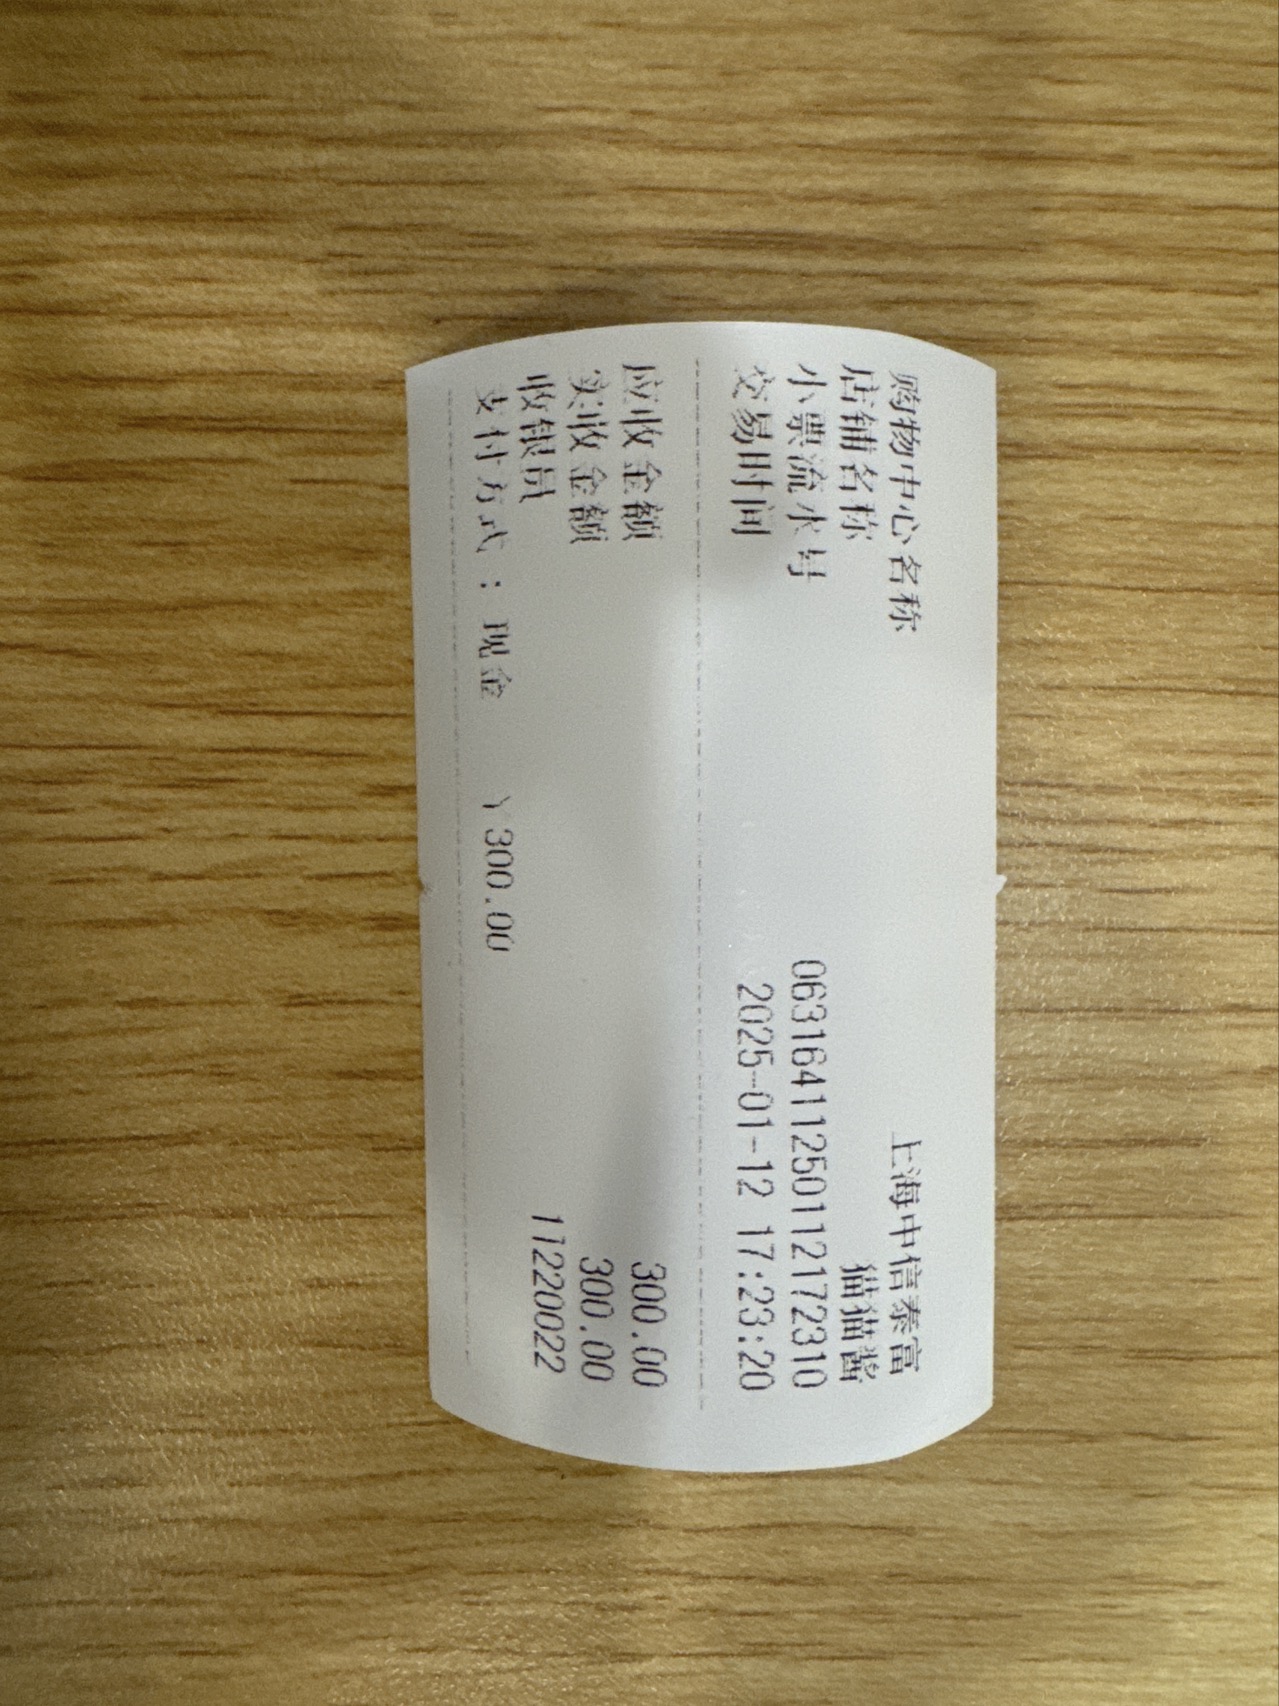 购物中心名称 上海中信泰富
店铺名称 猫猫酱
小票流水号 06316411250112172310
交易时间 2025-01-12 17:23:20
应收金额 300.00
实收金额 300.00
收银员 11220022
支付方式：现金 ¥300.00